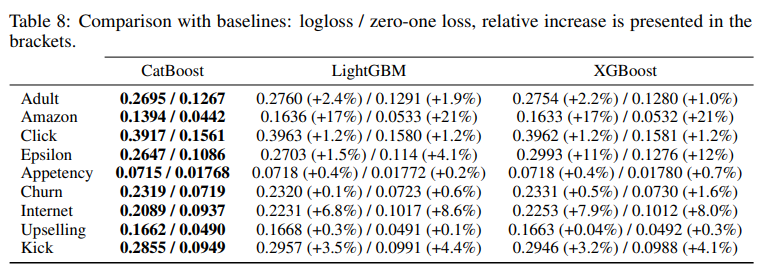 Table 8: Comparison with baselines: logloss / zero-one loss, relative increase is presented in the
brackets.
CatBoost LightGBM XGBoost
Adult 0.2695 / 0.1267 0.2760 (+2.4%) / 0.1291 (+1.9%) 0.2754 (+2.2%) / 0.1280 (+1.0%)
Amazon 0.1394 / 0.0442 0.1636 (+17%) / 0.0533 (+21%) 0.1633 (+17%) / 0.0532 (+21%)
Click 0.3917 / 0.1561 0.3963 (+1.2%) / 0.1580 (+1.2%) 0.3962 (+1.2%) / 0.1581 (+1.2%)
Epsilon 0.2647 / 0.1086 0.2703 (+1.5%) / 0.114 (+4.1%) 0.2993 (+11%) / 0.1276 (+12%)
Appetency 0.0715 / 0.01768 0.0718 (+0.4%) / 0.01772 (+0.2%) 0.0718 (+0.4%) / 0.01780 (+0.7%)
Churn 0.2319 / 0.0719 0.2320 (+0.1%) / 0.0723 (+0.6%) 0.2331 (+0.5%) / 0.0730 (+1.6%)
Internet 0.2089 / 0.0937 0.2231 (+6.8%) / 0.1017 (+8.6%) 0.2253 (+7.9%) / 0.1012 (+8.0%)
Upselling 0.1662 / 0.0490 0.1668 (+0.3%) / 0.0491 (+0.1%) 0.1663 (+0.04%) / 0.0492 (+0.3%)
Kick 0.2855 / 0.0949 0.2957 (+3.5%) / 0.0991 (+4.4%) 0.2946 (+3.2%) / 0.0988 (+4.1%)